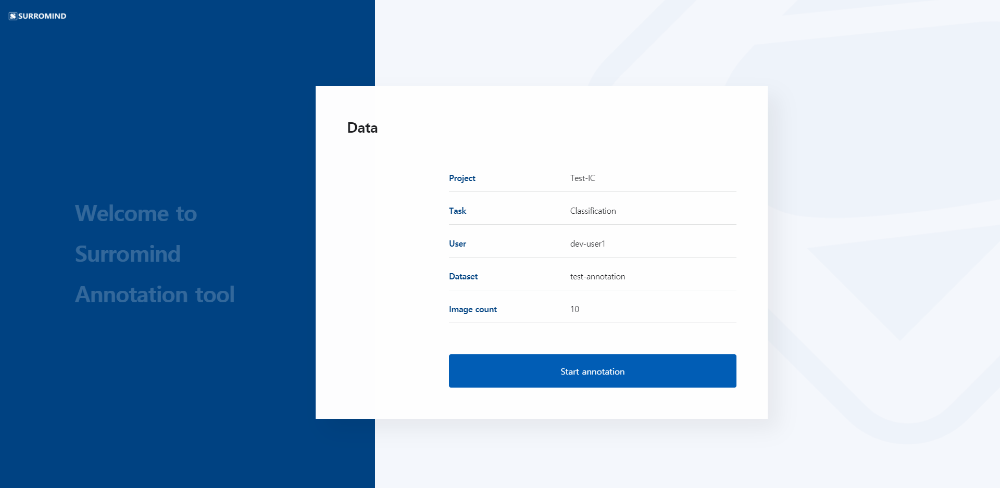 SURROMIND
Welcome to
Surromind
Annotation tool
Data
Project Test-IC
Task Classification
User dev-user1
Dataset test-annotation
Image count 10
Start annotation